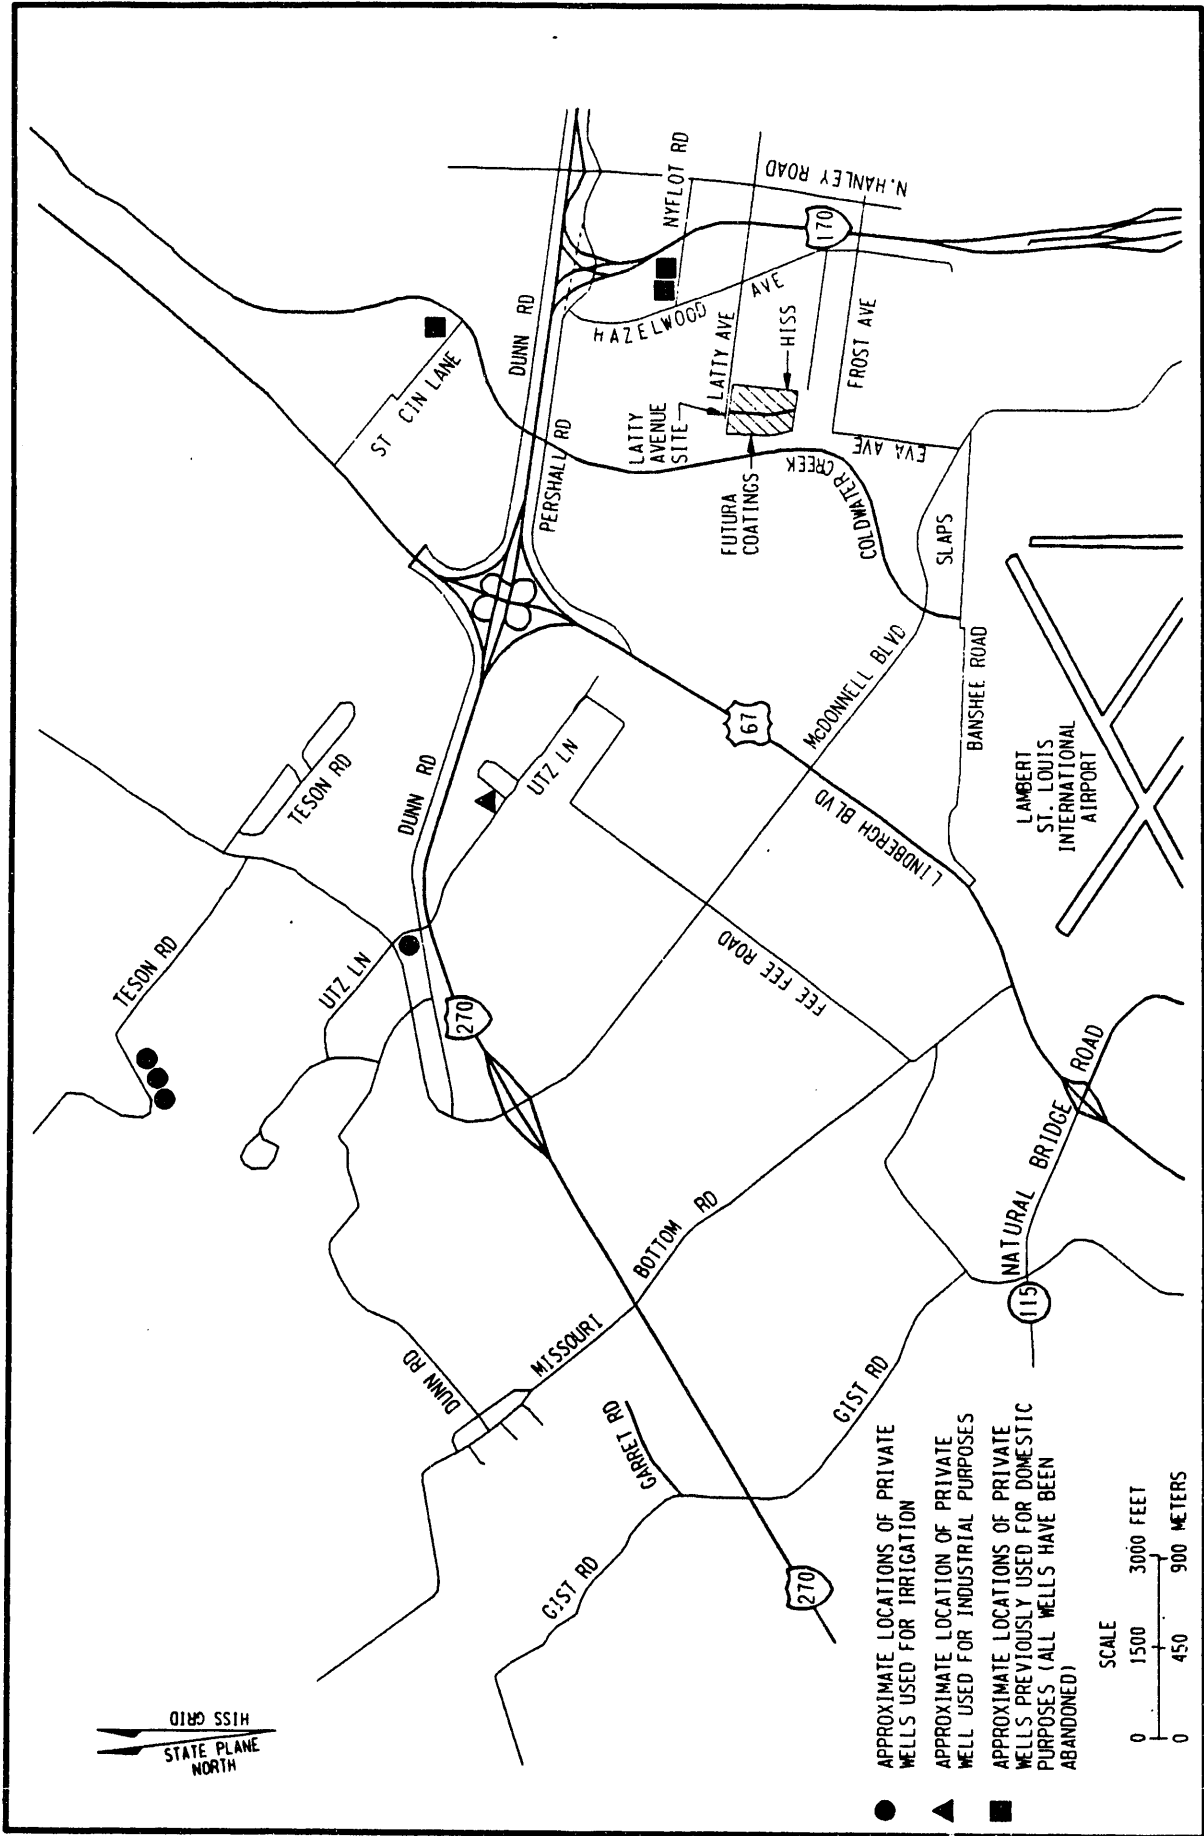 HISS GRID
STATE PLANE
NORTH
TESON RD
TESON RD
UTZ LN
DUNN RD
270
UTZ LN
ST CIN LANE
DUNN RD
PERSHALL RD
NYFLOT RD
N. HANLEY ROAD
HAZELWOOD AVE
170
LATTY AVE
HISS
LATTY
AVENUE
SITE
FUTURA
COATINGS
FROST AVE
EVA AVE
COLDWATER CREEK
SLAPS
McDONNELL BLVD
BANSHEE ROAD
67
LINDBERGH BLVD
FEE FEE ROAD
LAMBERT
ST. LOUIS
INTERNATIONAL
AIRPORT
NATURAL BRIDGE ROAD
115
DUNN RD
MISSOURI BOTTOM RD
GARRET RD
GIST RD
GIST RD
270
APPROXIMATE LOCATIONS OF PRIVATE
WELLS USED FOR IRRIGATION
APPROXIMATE LOCATION OF PRIVATE
WELL USED FOR INDUSTRIAL PURPOSES
APPROXIMATE LOCATIONS OF PRIVATE
WELLS PREVIOUSLY USED FOR DOMESTIC
PURPOSES (ALL WELLS HAVE BEEN
ABANDONED)
SCALE
0 1500 3000 FEET
0 450 900 METERS